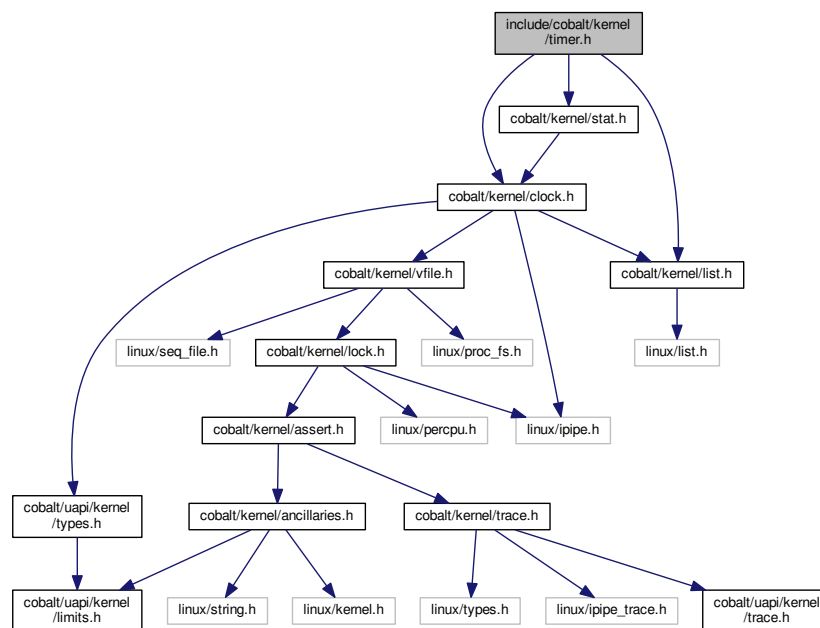 include/cobalt/kernel
/timer.h
cobalt/kernel/stat.h
cobalt/kernel/clock.h
cobalt/kernel/vfile.h
cobalt/kernel/list.h
linux/seq_file.h
cobalt/kernel/lock.h
linux/proc_fs.h
linux/list.h
cobalt/kernel/assert.h
linux/percpu.h
linux/ipipe.h
cobalt/uapi/kernel
/types.h
cobalt/kernel/ancillaries.h
cobalt/kernel/trace.h
cobalt/uapi/kernel
/limits.h
linux/string.h
linux/kernel.h
linux/types.h
linux/ipipe_trace.h
cobalt/uapi/kernel
/trace.h